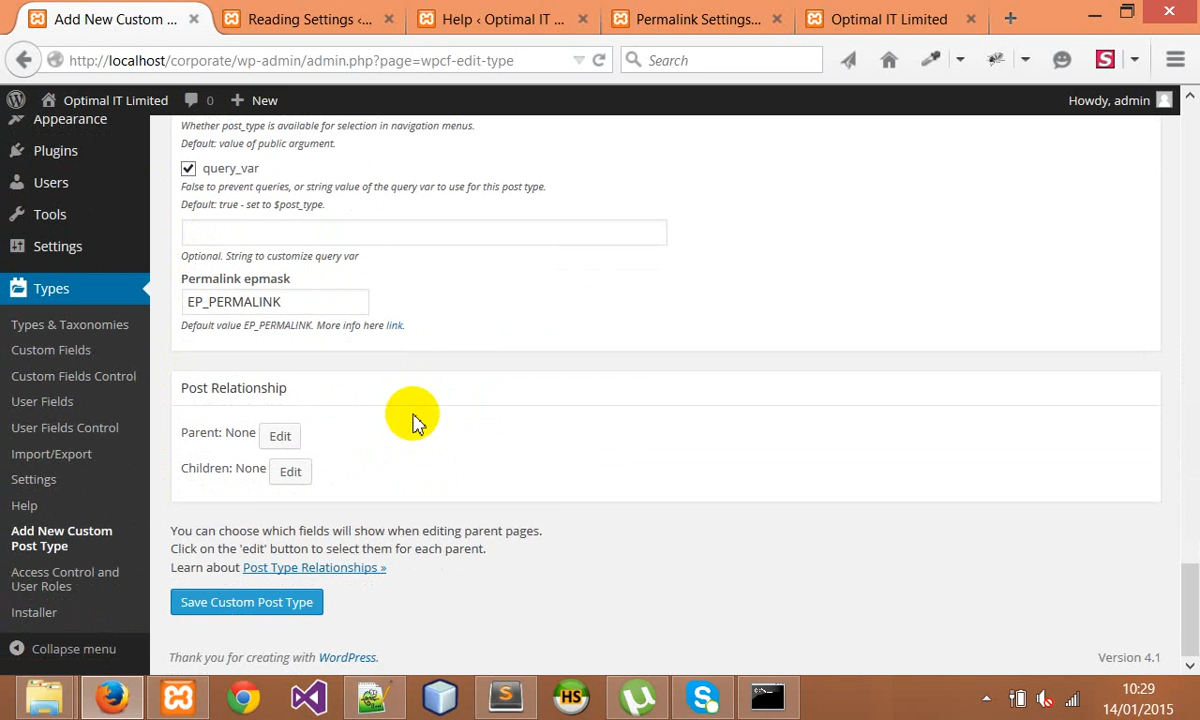 Add New Custom ...
Reading Settings ‹...
Help ‹ Optimal IT ...
Permalink Settings...
Optimal IT Limited
http://localhost/corporate/wp-admin/admin.php?page=wpcf-edit-type
Search
Optimal IT Limited
0
New
Howdy, admin
Appearance
Plugins
Users
Tools
Settings
Types
Types & Taxonomies
Custom Fields
Custom Fields Control
User Fields
User Fields Control
Import/Export
Settings
Help
Add New Custom
Post Type
Access Control and
User Roles
Installer
Collapse menu
Whether post_type is available for selection in navigation menus.
Default: value of public argument.
query_var
False to prevent queries, or string value of the query var to use for this post type.
Default: true - set to $post_type.
Optional. String to customize query var
Permalink epmask
EP_PERMALINK
Default value EP_PERMALINK. More info here link.
Post Relationship
Parent: None Edit
Children: None Edit
You can choose which fields will show when editing parent pages.
Click on the 'edit' button to select them for each parent.
Learn about Post Type Relationships »
Save Custom Post Type
Thank you for creating with WordPress.
Version 4.1
S
HS
10:29
14/01/2015